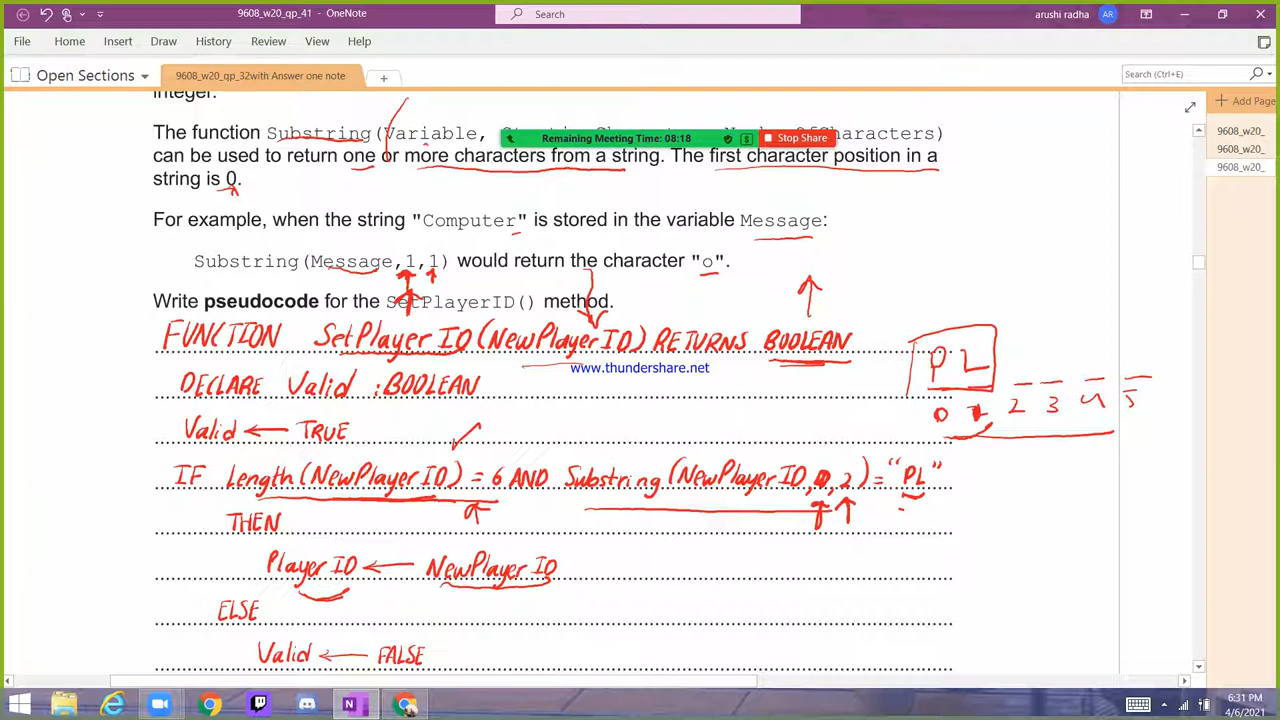 9608_w20_qp_41 - OneNote
Search
arushi radha
AR
File Home Insert Draw History Review View Help
Open Sections
9608_w20_qp_32with Answer one note
Search (Ctrl+E)
Add Page
9608_w20_
9608_w20_
9608_w20_
integer.
The function Substring(Variable, Characters)
Remaining Meeting Time: 08:18
Stop Share
can be used to return one or more characters from a string. The first character position in a
string is 0.
For example, when the string "Computer" is stored in the variable Message:
Substring(Message,1,1) would return the character "o".
Write pseudocode for the SetPlayerID() method.
FUNCTION SetPlayerID(NewPlayerID) RETURNS BOOLEAN
www.thundershare.net
PL
0 1 2 3 4 5
DECLARE Valid :BOOLEAN
Valid ← TRUE
IF Length(NewPlayerID) = 6 AND Substring (NewPlayerID, 0, 2) = "PL"
THEN
PlayerID ← NewPlayerID
ELSE
Valid ← FALSE
6:31 PM
4/6/2021